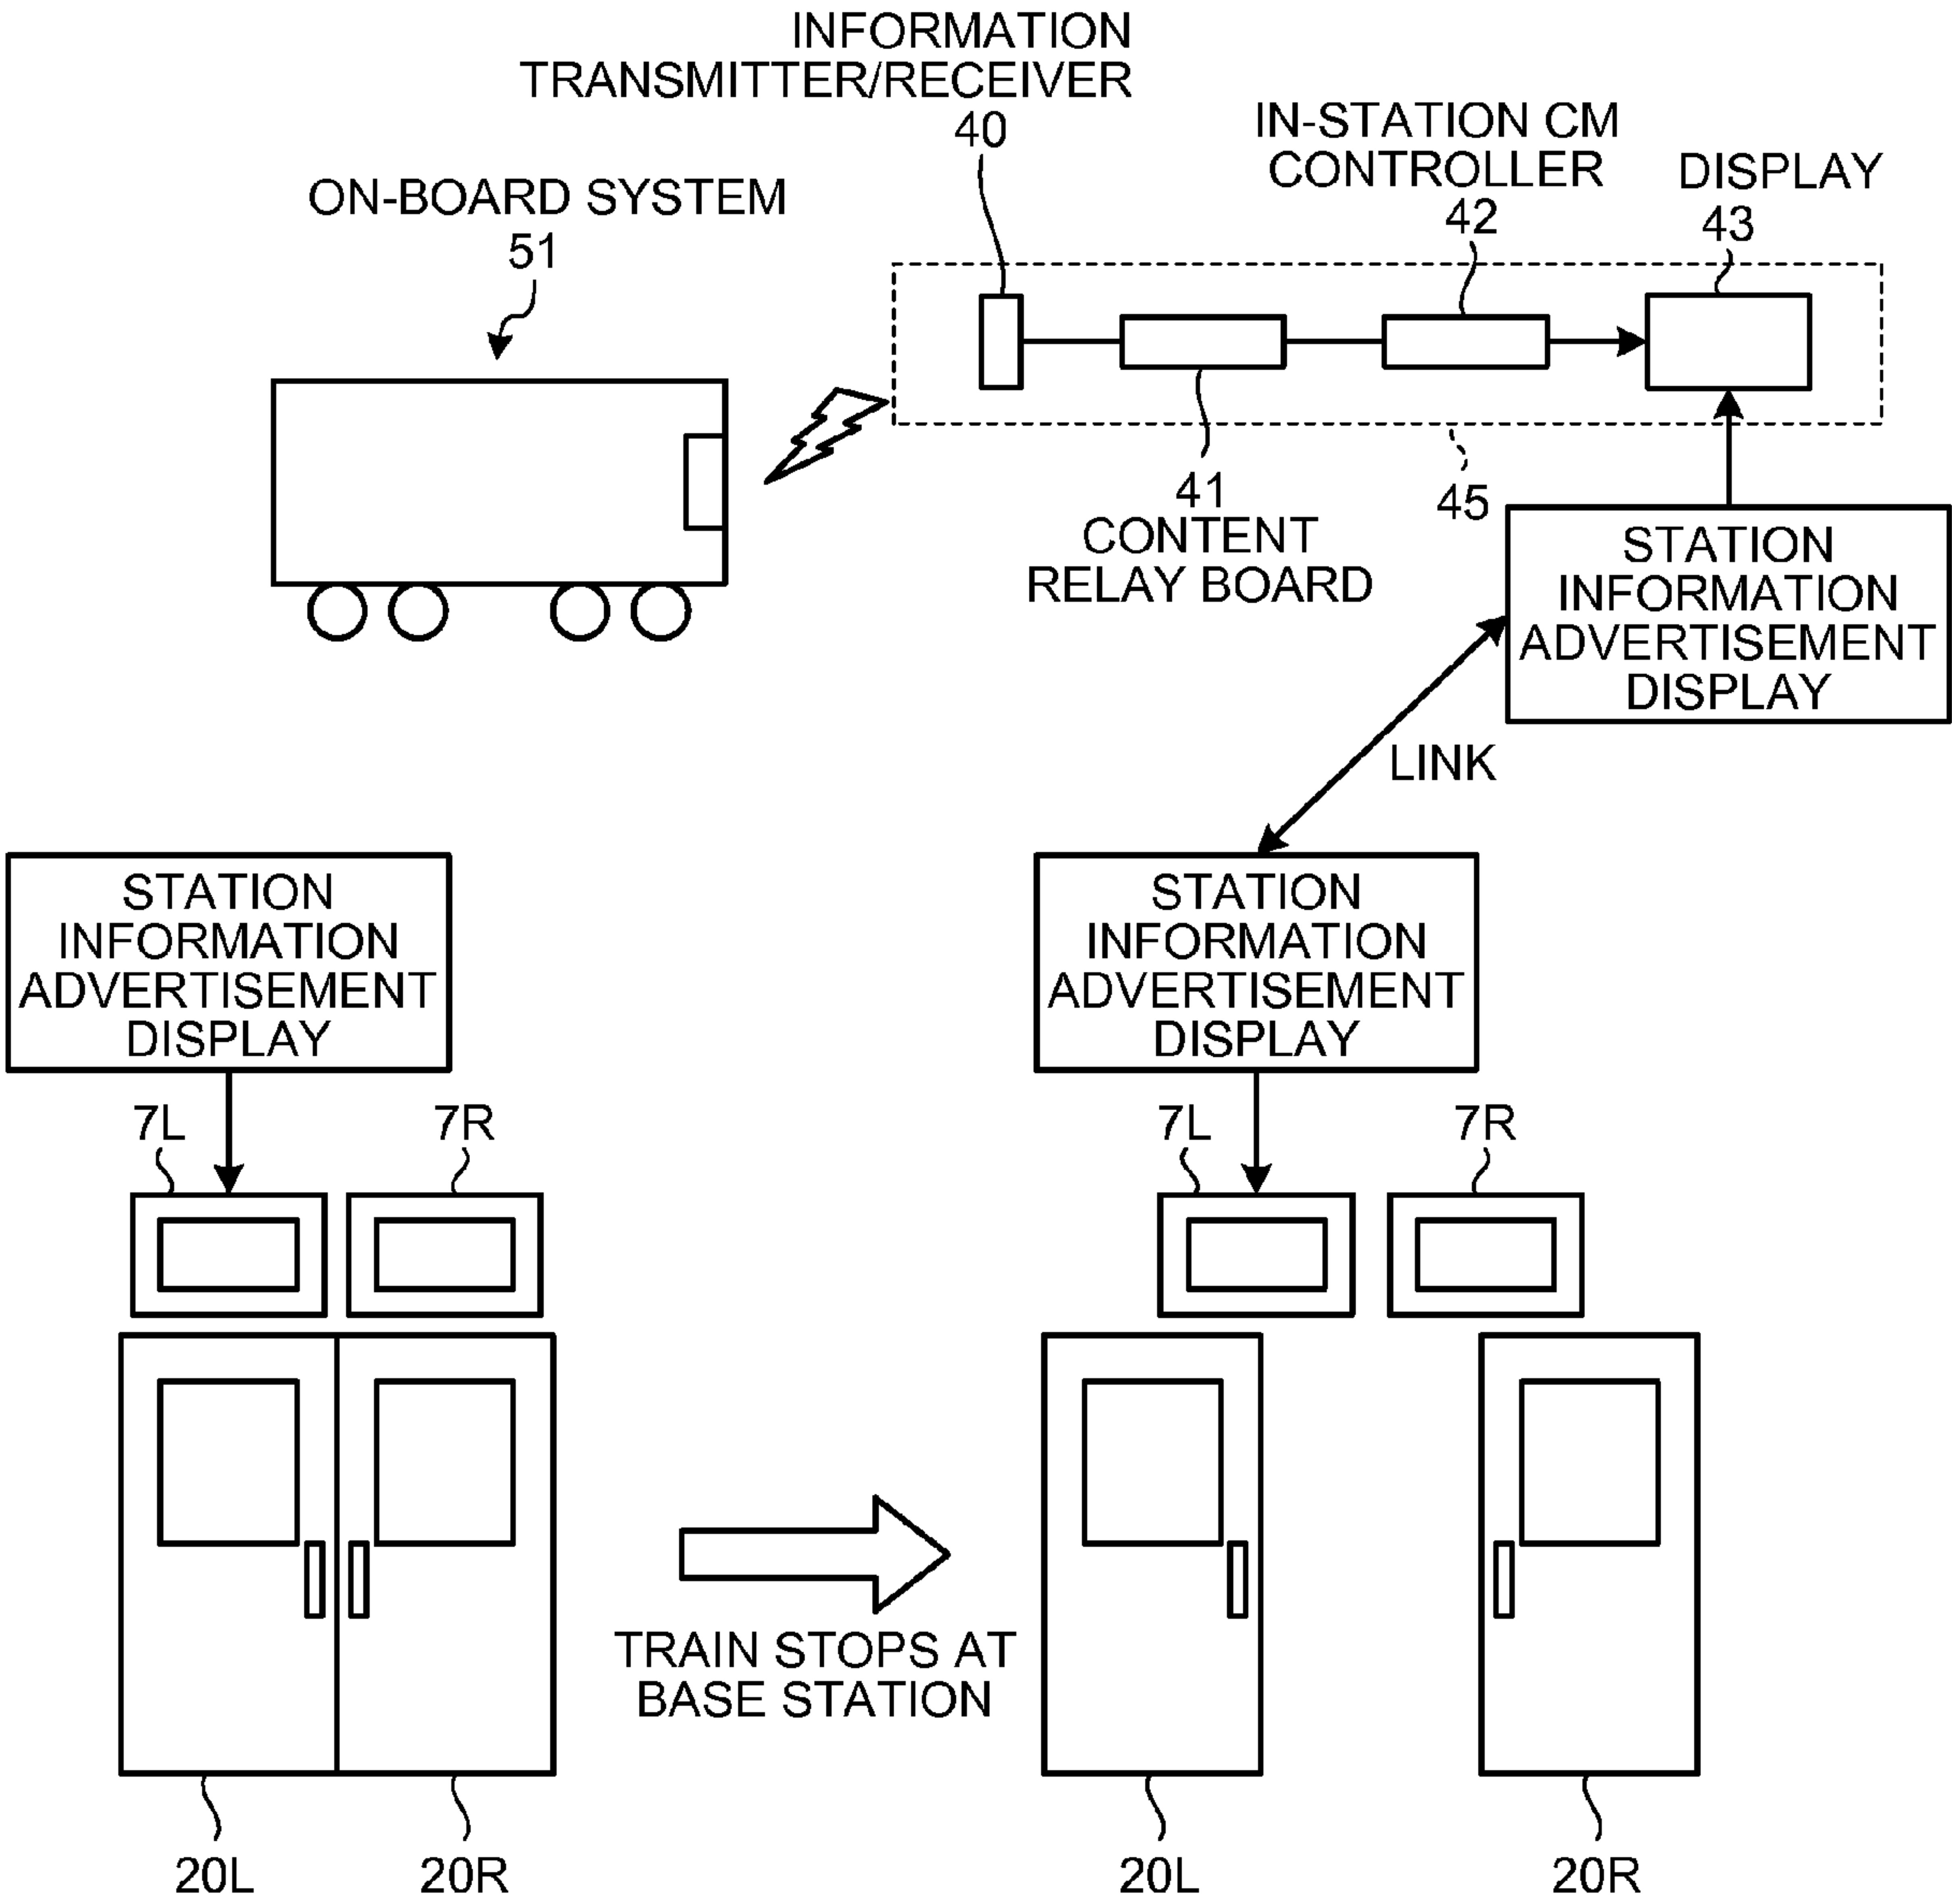 INFORMATION
TRANSMITTER/RECEIVER
40
IN-STATION CM
CONTROLLER
42
DISPLAY
43
ON-BOARD SYSTEM
51
41
CONTENT
RELAY BOARD
45
STATION
INFORMATION
ADVERTISEMENT
DISPLAY
LINK
STATION
INFORMATION
ADVERTISEMENT
DISPLAY
STATION
INFORMATION
ADVERTISEMENT
DISPLAY
7L
7R
7L
7R
TRAIN STOPS AT
BASE STATION
20L
20R
20L
20R